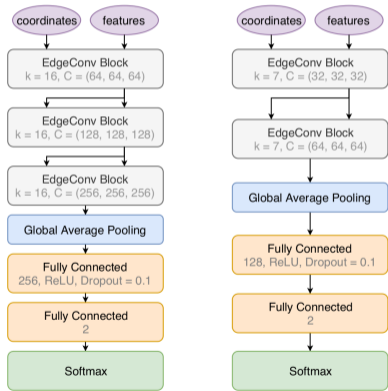 coordinates
features
EdgeConv Block
k = 16, C = (64, 64, 64)
EdgeConv Block
k = 16, C = (128, 128, 128)
EdgeConv Block
k = 16, C = (256, 256, 256)
Global Average Pooling
Fully Connected
256, ReLU, Dropout = 0.1
Fully Connected
2
Softmax
coordinates
features
EdgeConv Block
k = 7, C = (32, 32, 32)
EdgeConv Block
k = 7, C = (64, 64, 64)
Global Average Pooling
Fully Connected
128, ReLU, Dropout = 0.1
Fully Connected
2
Softmax